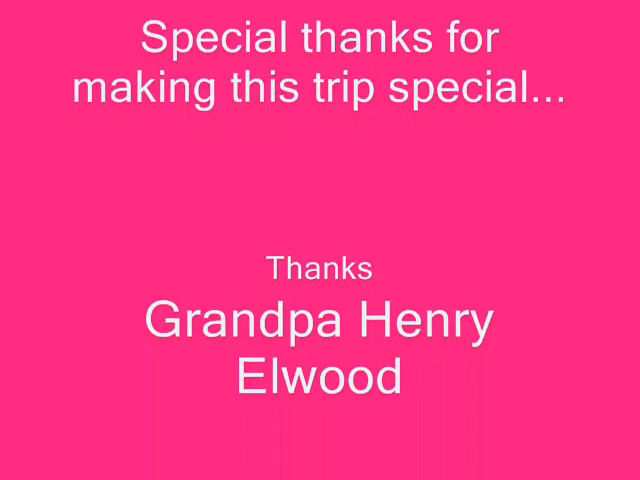 Special thanks for
making this trip special...
Thanks
Grandpa Henry
Elwood